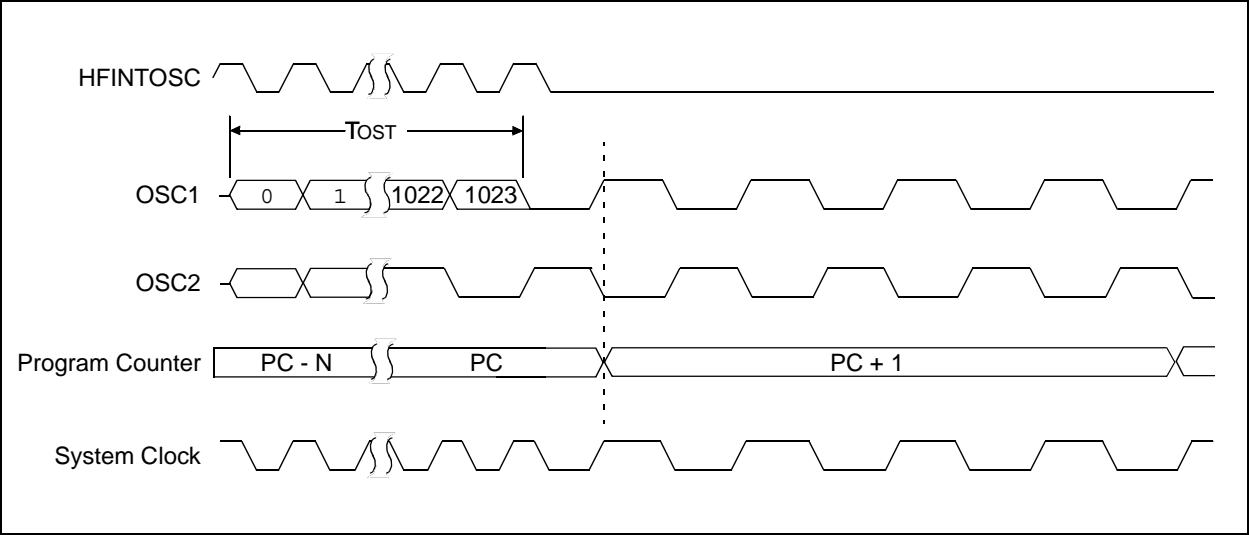 HFINTOSC
TOST
OSC1 0 1 1022 1023
OSC2
Program Counter PC - N PC PC + 1
System Clock